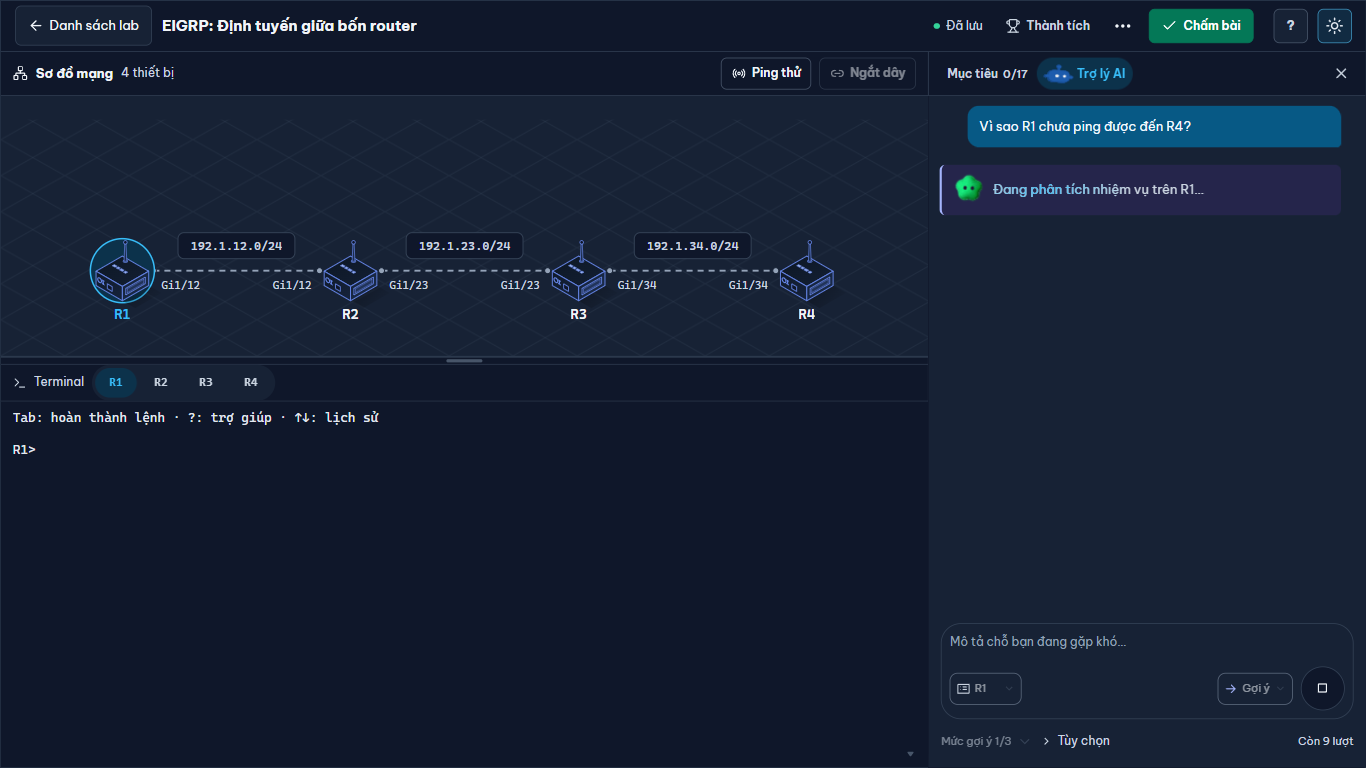 Danh sách lab
EIGRP: Định tuyến giữa bốn router
Đã lưu
Thành tích
Chấm bài
?
Sơ đồ mạng 4 thiết bị
Ping thử
Ngắt dây
Mục tiêu 0/17
Trợ lý AI
Vì sao R1 chưa ping được đến R4?
Đang phân tích nhiệm vụ trên R1...
192.1.12.0/24
192.1.23.0/24
192.1.34.0/24
Gi1/12
Gi1/12
Gi1/23
Gi1/23
Gi1/34
Gi1/34
R1
R2
R3
R4
>_ Terminal
R1
R2
R3
R4
Tab: hoàn thành lệnh · ?: trợ giúp · ↑↓: lịch sử
R1>
Mô tả chỗ bạn đang gặp khó...
R1
Gợi ý
Mức gợi ý 1/3
Tùy chọn
Còn 9 lượt